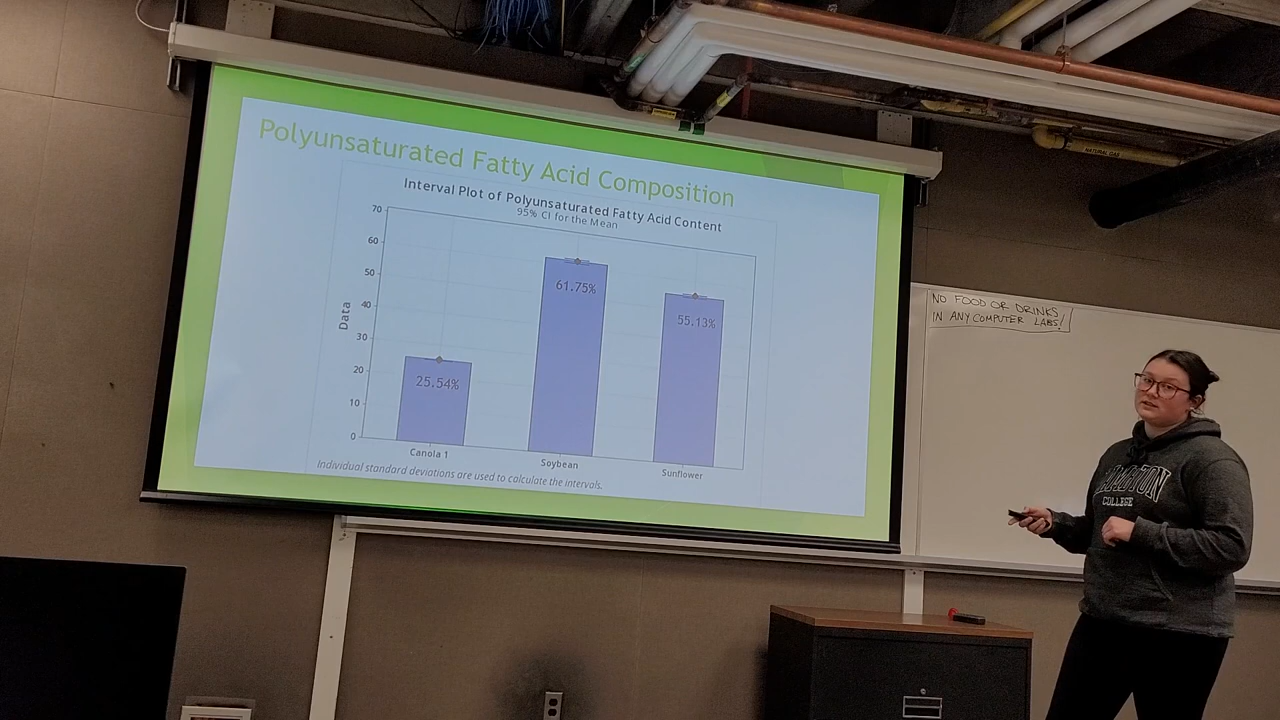 Polyunsaturated Fatty Acid Composition
Interval Plot of Polyunsaturated Fatty Acid Content
95% CI for the Mean
70
60
50
40
30
20
10
0
Data
25.54%
61.75%
55.13%
Canola 1
Soybean
Sunflower
Individual standard deviations are used to calculate the intervals.
NO FOOD OR DRINKS
IN ANY COMPUTER LABS!
NATURAL GAS
COLLEGE